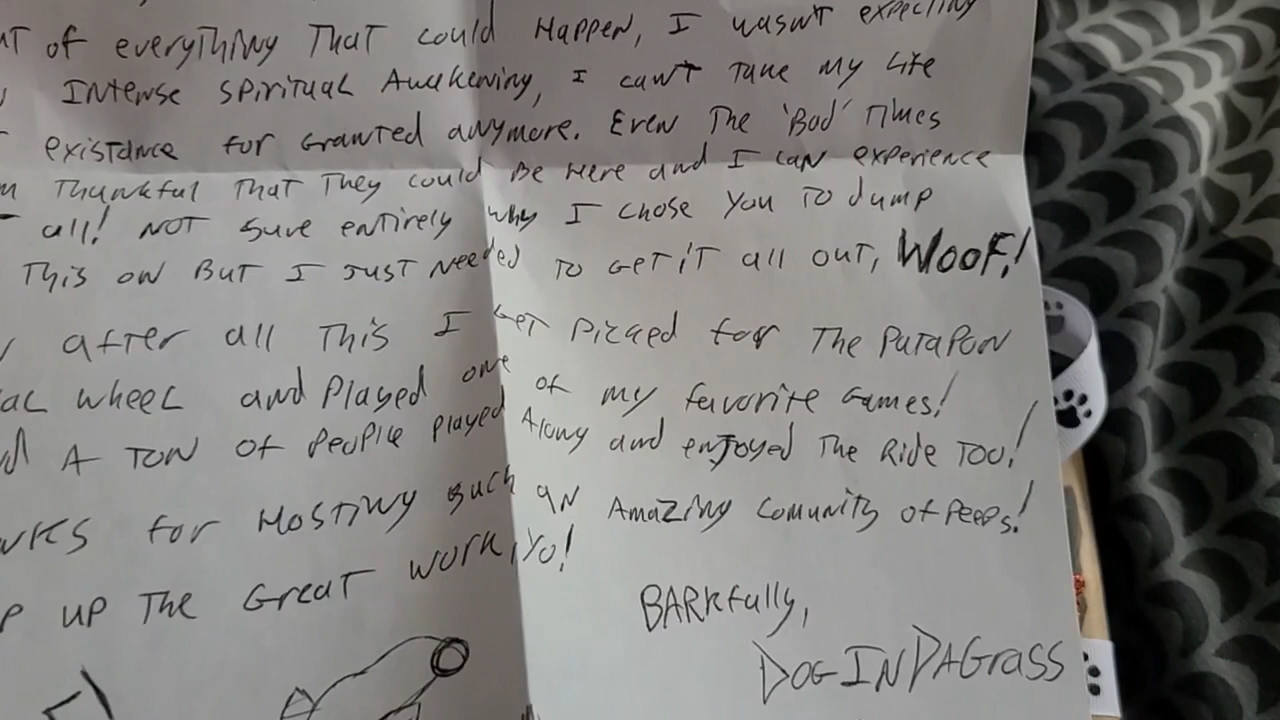 of everything That could Happen, I wasn't expecting
Intense spiritual Awakening, I can't Take my Life
existance for Granted anymore. Even The 'Bad' Times
Thankful That They could Be Here and I can experience
all! Not sure entirely why I chose you To dump
This on But I Just Needed To Get it all out, WOOF!
after all This I Get Picked for The PataPon
wheel and Played one of my favorite Games!
A Ton of People played Along and enjoyed The Ride Too!
for Hosting such an Amazing Comunity of Peeps!
up The Great work, Yo!
BARKfully,
DOGINDAGrass